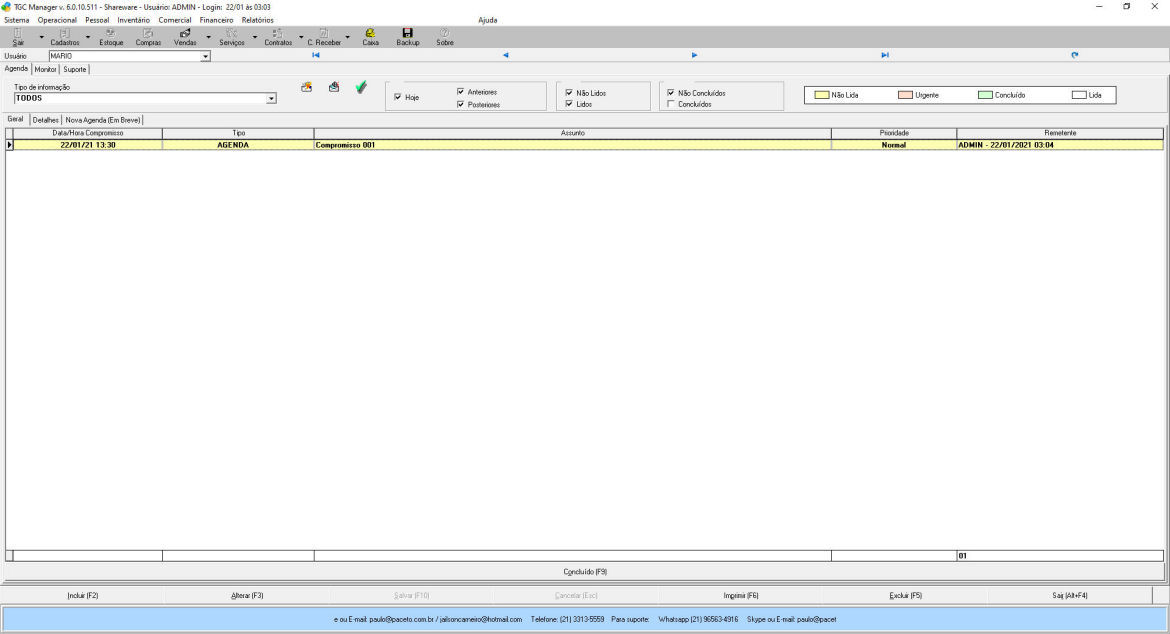 TGC Manager v. 6.0.10.511 - Shareware - Usuário: ADMIN - Login: 22/01 às 03:03
Sistema Operacional Pessoal Inventário Comercial Financeiro Relatórios Ajuda
Sair Cadastros Estoque Compras Vendas Serviços Contratos C. Receber Caixa Backup Sobre
Usuário MARIO
Agenda Monitor Suporte
Tipo de informação
TODOS
Hoje
Anteriores
Posteriores
Não Lidos
Lidos
Não Concluídos
Concluídos
Não Lida Urgente Concluído Lida
Geral Detalhes Nova Agenda (Em Breve)
Data/Hora Compromisso Tipo Assunto Prioridade Remetente
22/01/21 13:30 AGENDA Compromisso 001 Normal ADMIN - 22/01/2021 03:04
01
Concluído (F9)
Incluir (F2) Alterar (F3) Salvar (F10) Cancelar (Esc) Imprimir (F6) Excluir (F5) Sair (Alt+F4)
e ou E-mail: paulo@paceto.com.br / jailsoncarneiro@hotmail.com Telefone: (21) 3313-5559 Para suporte: Whatsapp (21) 96563-4916 Skype ou E-mail: paulo@pacet